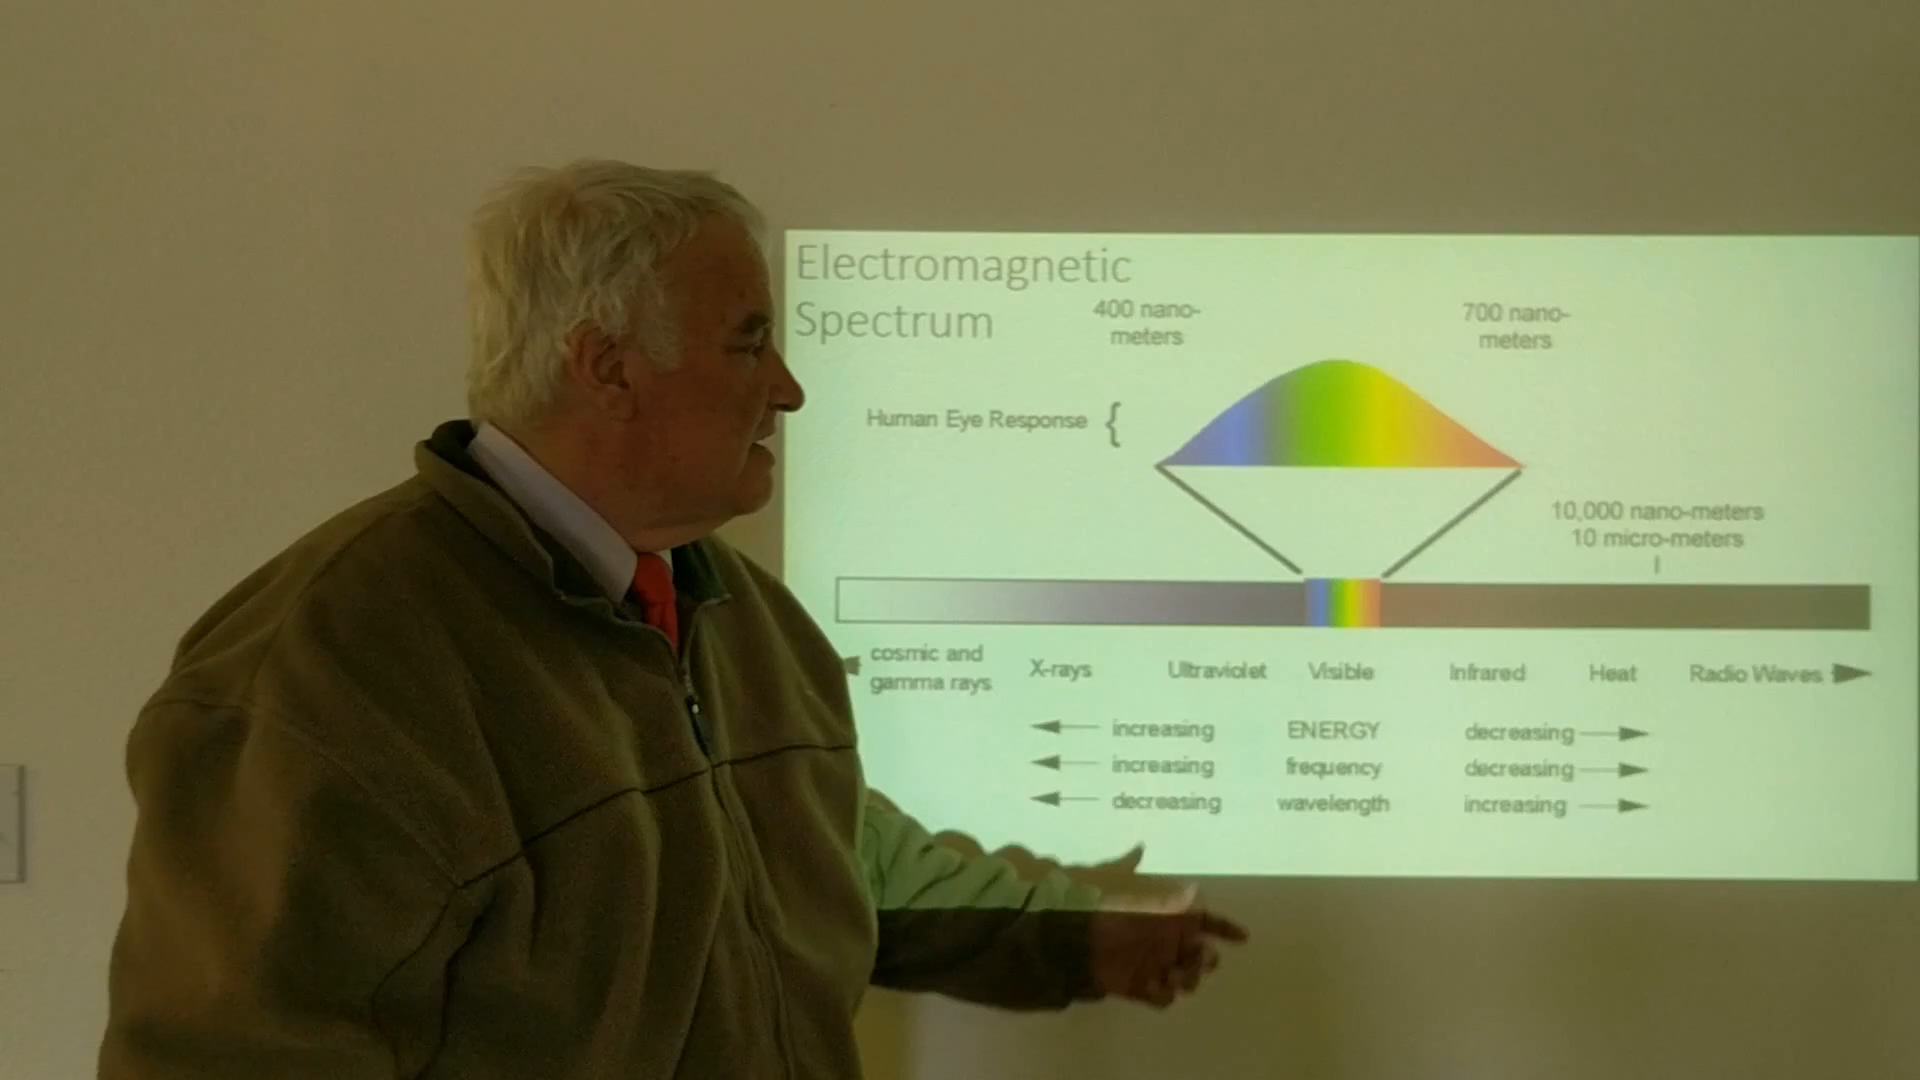 Electromagnetic
Spectrum
400 nano-
meters
700 nano-
meters
Human Eye Response {
10,000 nano-meters
10 micro-meters
cosmic and
gamma rays
X-rays
Ultraviolet
Visible
Infrared
Heat
Radio Waves
increasing ENERGY decreasing
increasing frequency decreasing
decreasing wavelength increasing